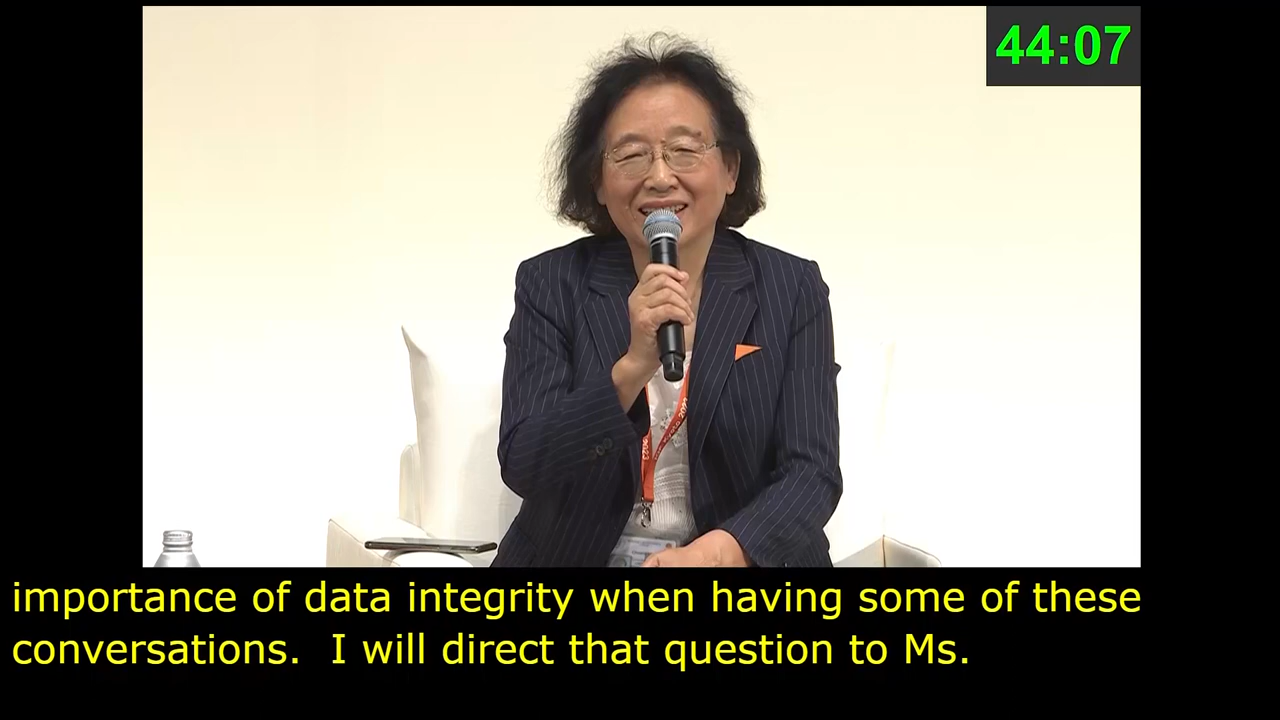 44:07
importance of data integrity when having some of these
conversations.  I will direct that question to Ms.